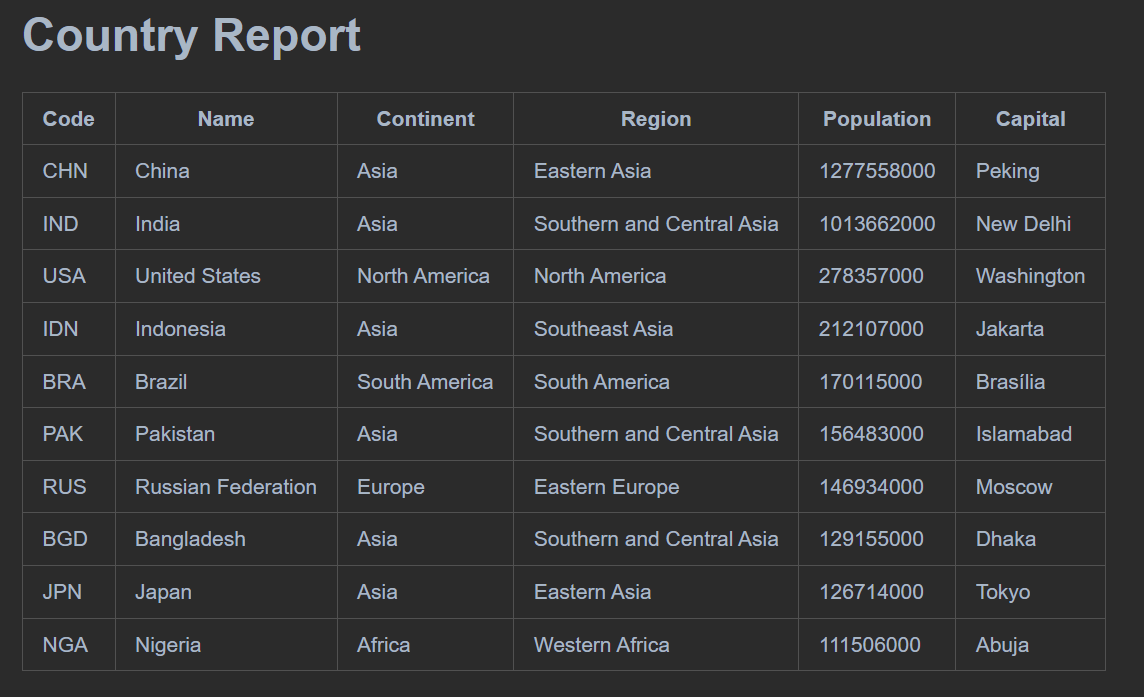 Country Report
Code Name Continent Region Population Capital
CHN China Asia Eastern Asia 1277558000 Peking
IND India Asia Southern and Central Asia 1013662000 New Delhi
USA United States North America North America 278357000 Washington
IDN Indonesia Asia Southeast Asia 212107000 Jakarta
BRA Brazil South America South America 170115000 Brasília
PAK Pakistan Asia Southern and Central Asia 156483000 Islamabad
RUS Russian Federation Europe Eastern Europe 146934000 Moscow
BGD Bangladesh Asia Southern and Central Asia 129155000 Dhaka
JPN Japan Asia Eastern Asia 126714000 Tokyo
NGA Nigeria Africa Western Africa 111506000 Abuja